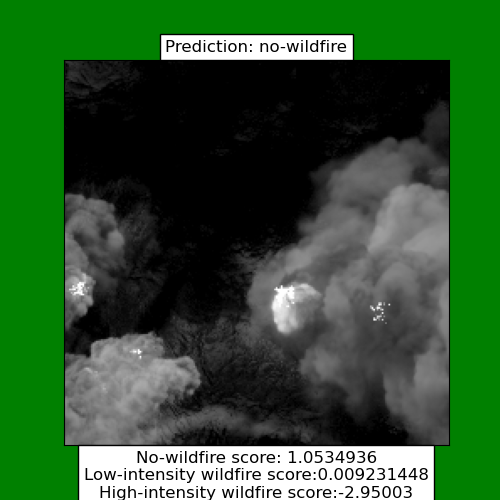 Prediction: no-wildfire
No-wildfire score: 1.0534936
Low-intensity wildfire score:0.009231448
High-intensity wildfire score:-2.95003